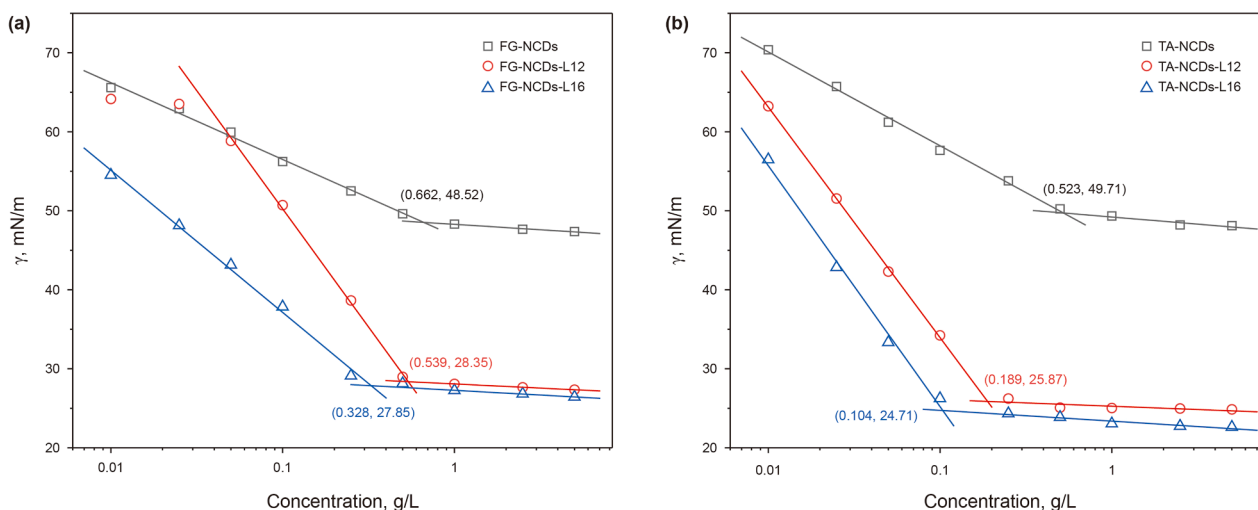 (a)
FG-NCDs
FG-NCDs-L12
FG-NCDs-L16
(0.662, 48.52)
(0.539, 28.35)
(0.328, 27.85)
70
60
50
40
30
20
γ, mN/m
0.01
0.1
1
Concentration, g/L
(b)
TA-NCDs
TA-NCDs-L12
TA-NCDs-L16
(0.523, 49.71)
(0.189, 25.87)
(0.104, 24.71)
70
60
50
40
30
20
γ, mN/m
0.01
0.1
1
Concentration, g/L